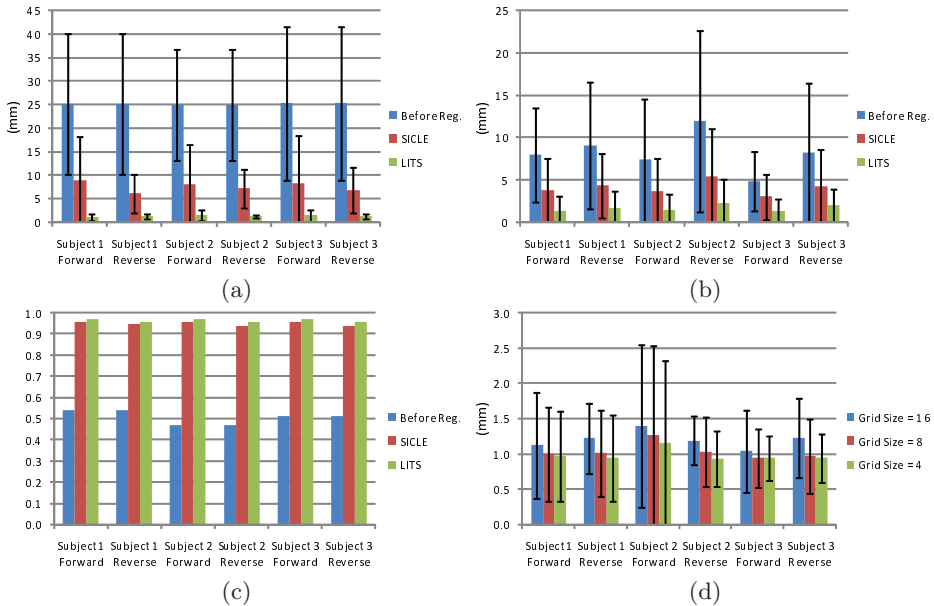 45
40
35
30
25
20
15
10
5
0
(mm)
Subject 1 Forward
Subject 1 Reverse
Subject 2 Forward
Subject 2 Reverse
Subject 3 Forward
Subject 3 Reverse
Before Reg.
SICLE
LITS
(a)
25
20
15
10
5
0
(mm)
Subject 1 Forward
Subject 1 Reverse
Subject 2 Forward
Subject 2 Reverse
Subject 3 Forward
Subject 3 Reverse
Before Reg.
SICLE
LITS
(b)
1.0
0.9
0.8
0.7
0.6
0.5
0.4
0.3
0.2
0.1
0.0
Subject 1 Forward
Subject 1 Reverse
Subject 2 Forward
Subject 2 Reverse
Subject 3 Forward
Subject 3 Reverse
Before Reg.
SICLE
LITS
(c)
3.0
2.5
2.0
1.5
1.0
0.5
0.0
(mm)
Subject 1 Forward
Subject 1 Reverse
Subject 2 Forward
Subject 2 Reverse
Subject 3 Forward
Subject 3 Reverse
Grid Size = 16
Grid Size = 8
Grid Size = 4
(d)